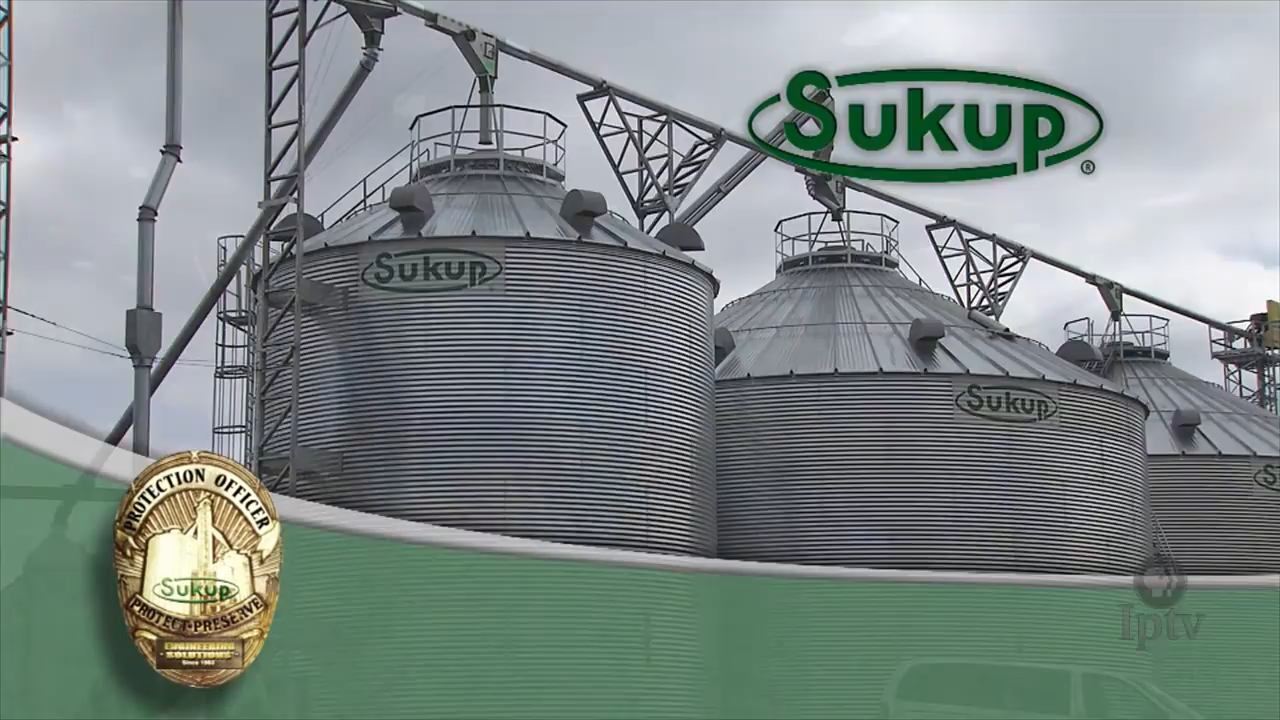 Sukup®
Sukup
Sukup
PROTECTION OFFICER
Sukup
PROTECT·PRESERVE
ENGINEERING
SOLUTIONS
Since 1963
Iptv